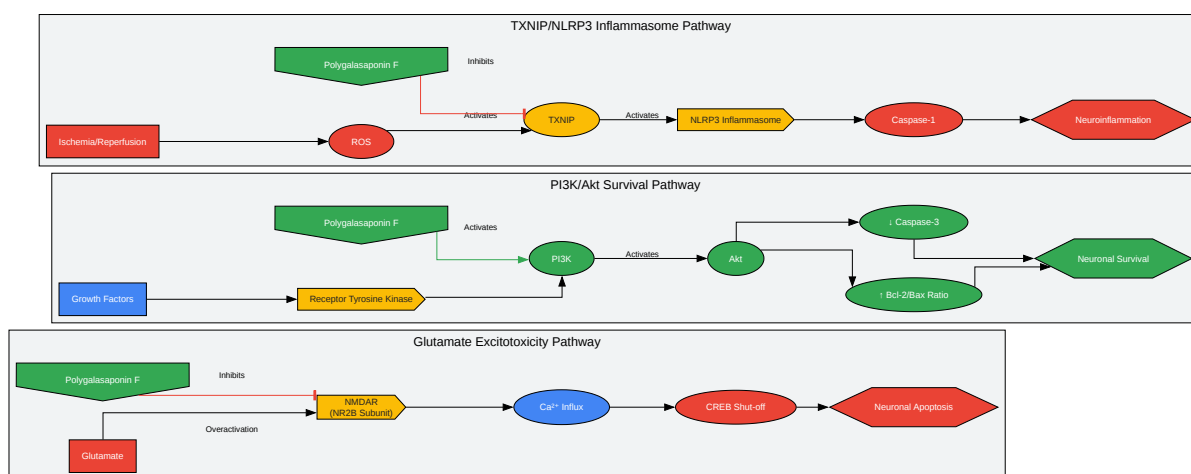 TXNIP/NLRP3 Inflammasome Pathway
Polygalasaponin F
Inhibits
Activates
TXNIP
Activates
NLRP3 Inflammasome
Caspase-1
Neuroinflammation
Ischemia/Reperfusion
ROS
PI3K/Akt Survival Pathway
Polygalasaponin F
Activates
↓ Caspase-3
PI3K
Activates
Akt
Neuronal Survival
Growth Factors
Receptor Tyrosine Kinase
↑ Bcl-2/Bax Ratio
Glutamate Excitotoxicity Pathway
Polygalasaponin F
Inhibits
NMDAR
(NR2B Subunit)
Ca²⁺ Influx
CREB Shut-off
Neuronal Apoptosis
Overactivation
Glutamate